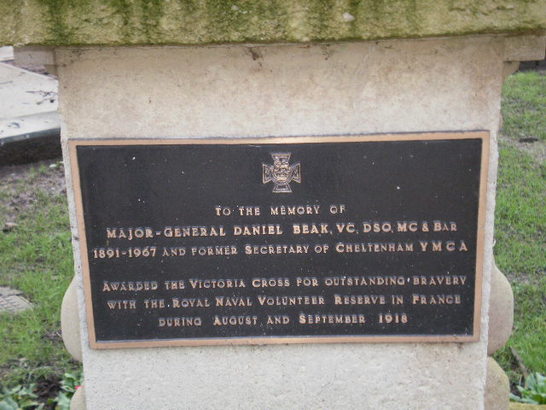 TO THE MEMORY OF
MAJOR-GENERAL DANIEL BEAK, VC, DSO, MC & BAR
1891-1967 AND FORMER SECRETARY OF CHELTENHAM YMCA
AWARDED THE VICTORIA CROSS FOR OUTSTANDING BRAVERY
WITH THE ROYAL NAVAL VOLUNTEER RESERVE IN FRANCE
DURING AUGUST AND SEPTEMBER 1918